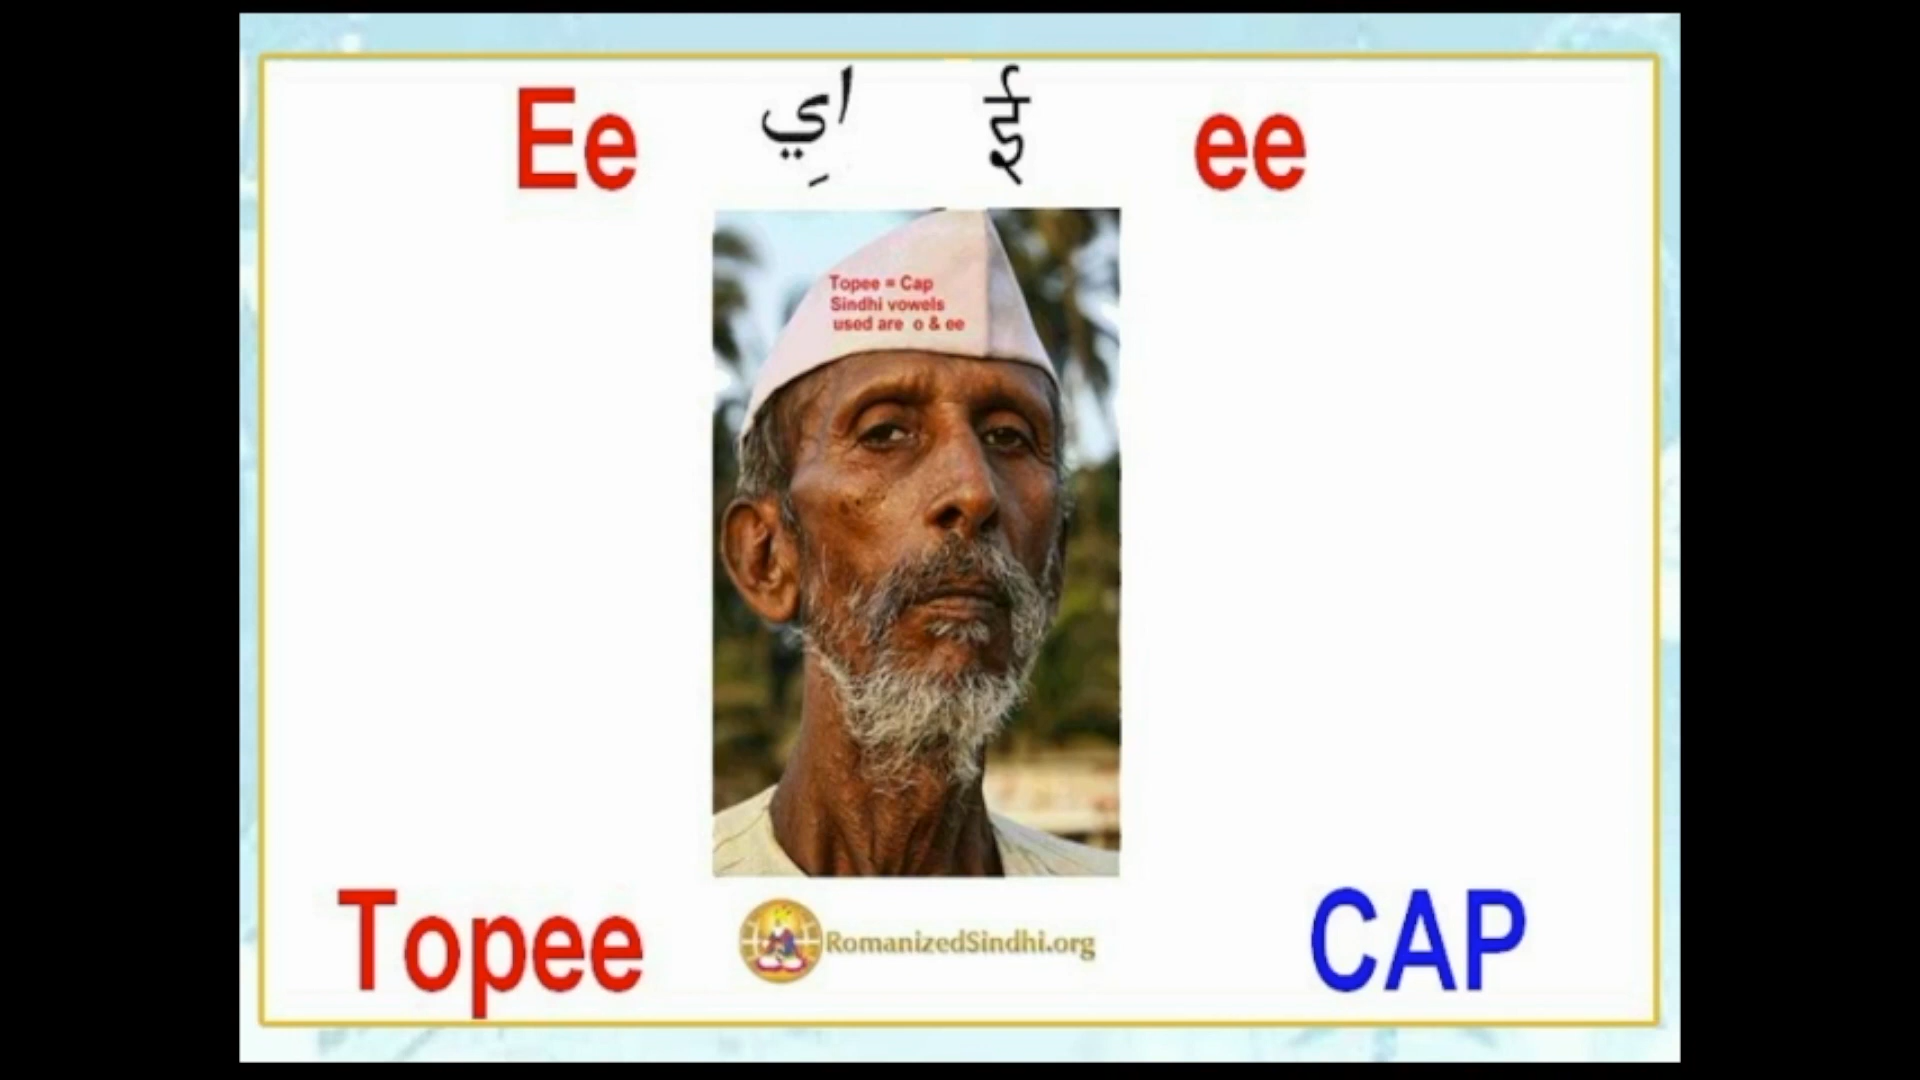 Ee اِي ई ee
Topee = Cap
Sindhi vowels
used are o & ee
Topee RomanizedSindhi.org CAP